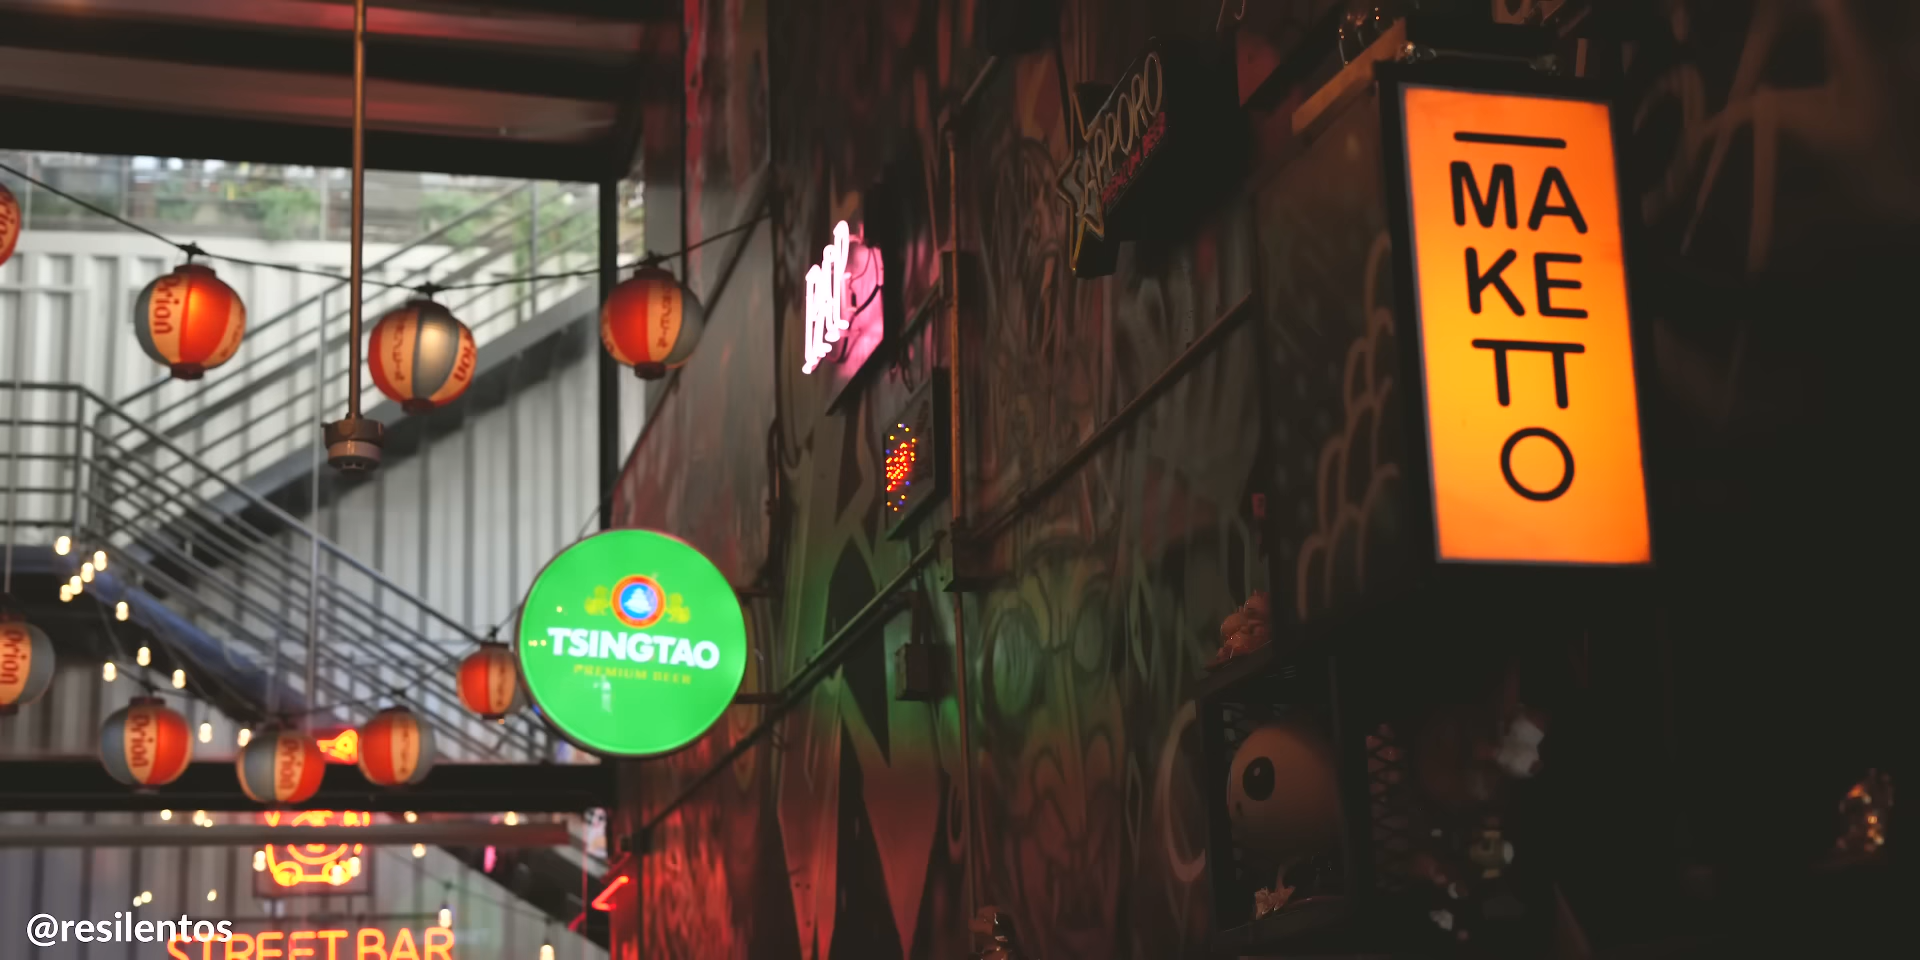 SAPPORO
MA
KE
TT
O
Orion
Orion
TSINGTAO
PREMIUM BEER
Orion
Orion
Orion
@resilentos
STREET BAR